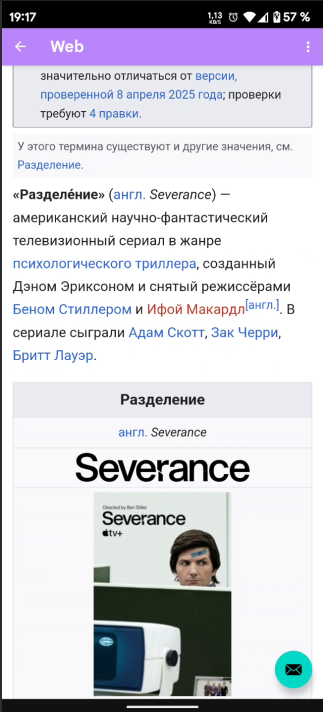 19:17
1,13
KB/S
57 %
Web
значительно отличаться от версии,
проверенной 8 апреля 2025 года; проверки
требуют 4 правки.
У этого термина существуют и другие значения, см.
Разделение.
«Разделе́ние» (англ. Severance) —
американский научно-фантастический
телевизионный сериал в жанре
психологического триллера, созданный
Дэном Эриксоном и снятый режиссёрами
Беном Стиллером и Ифой Макардл[англ.]. В
сериале сыграли Адам Скотт, Зак Черри,
Бритт Лауэр.
Разделение
англ. Severance
Severance
Directed by Ben Stiller
Severance
tv+